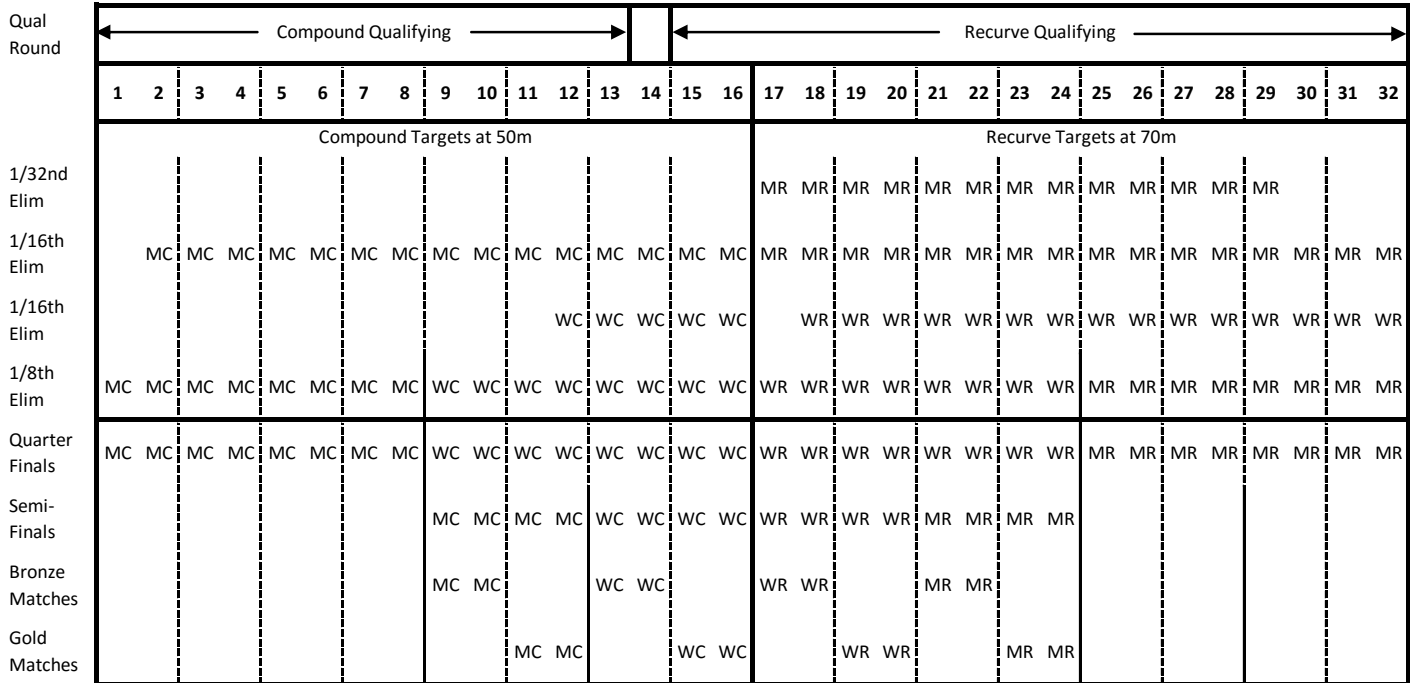 Qual
Round
Compound Qualifying Recurve Qualifying
1 2 3 4 5 6 7 8 9 10 11 12 13 14 15 16 17 18 19 20 21 22 23 24 25 26 27 28 29 30 31 32
Compound Targets at 50m Recurve Targets at 70m
1/32nd
Elim
MR MR MR MR MR MR MR MR MR MR MR MR MR
1/16th
Elim
MC MC MC MC MC MC MC MC MC MC MC MC MC MC MC MR MR MR MR MR MR MR MR MR MR MR MR MR MR MR MR
1/16th
Elim
WC WC WC WC WC WR WR WR WR WR WR WR WR WR WR WR WR WR WR WR
1/8th
Elim
MC MC MC MC MC MC MC MC WC WC WC WC WC WC WC WC WR WR WR WR WR WR WR WR MR MR MR MR MR MR MR MR
Quarter
Finals
MC MC MC MC MC MC MC MC WC WC WC WC WC WC WC WC WR WR WR WR WR WR WR WR MR MR MR MR MR MR MR MR
Semi-
Finals
MC MC MC MC WC WC WC WC WR WR WR WR MR MR MR MR
Bronze
Matches
MC MC WC WC WR WR MR MR
Gold
Matches
MC MC WC WC WR WR MR MR